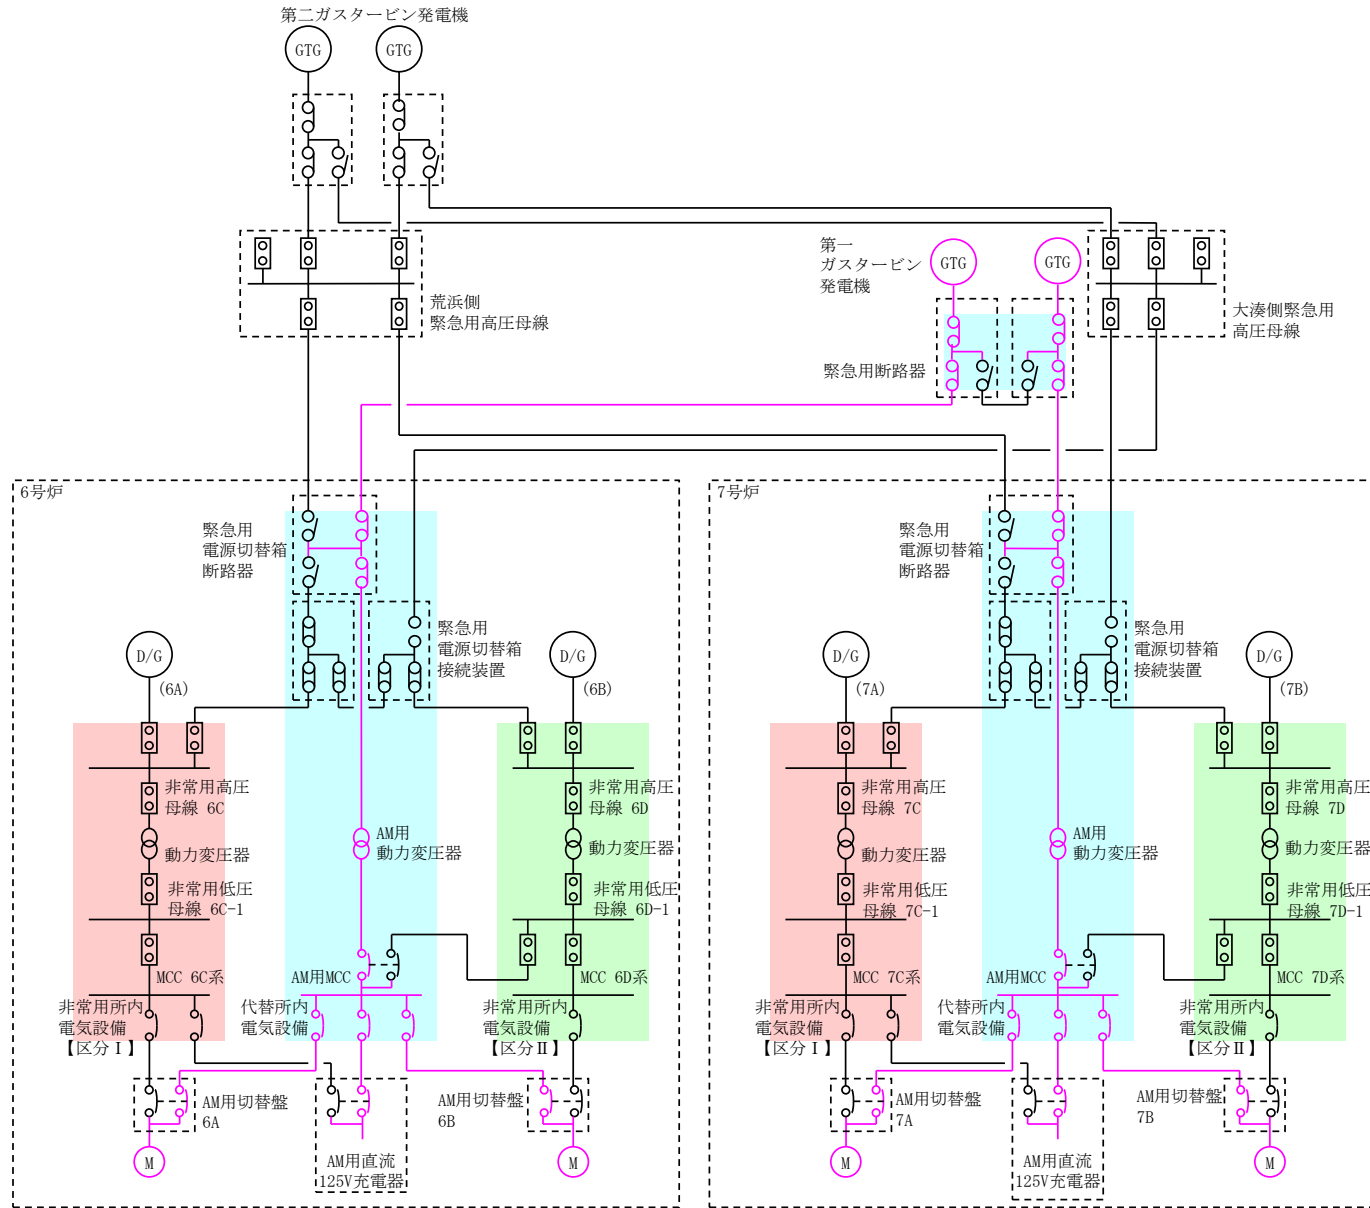 第二ガスタービン発電機
GTG
GTG
第一
ガスタービン
発電機
GTG
GTG
荒浜側
緊急用高圧母線
大湊側緊急用
高圧母線
緊急用断路器
6号炉
緊急用
電源切替箱
断路器
緊急用
電源切替箱
接続装置
D/G
(6A)
D/G
(6B)
非常用高圧
母線 6C
動力変圧器
非常用低圧
母線 6C-1
MCC 6C系
非常用所内
電気設備
【区分Ⅰ】
AM用
動力変圧器
AM用MCC
代替所内
電気設備
非常用高圧
母線 6D
動力変圧器
非常用低圧
母線 6D-1
MCC 6D系
非常用所内
電気設備
【区分Ⅱ】
AM用切替盤
6A
M
AM用直流
125V充電器
AM用切替盤
6B
M
7号炉
緊急用
電源切替箱
断路器
緊急用
電源切替箱
接続装置
D/G
(7A)
D/G
(7B)
非常用高圧
母線 7C
動力変圧器
非常用低圧
母線 7C-1
MCC 7C系
非常用所内
電気設備
【区分Ⅰ】
AM用
動力変圧器
AM用MCC
代替所内
電気設備
非常用高圧
母線 7D
動力変圧器
非常用低圧
母線 7D-1
MCC 7D系
非常用所内
電気設備
【区分Ⅱ】
AM用切替盤
7A
M
AM用直流
125V充電器
AM用切替盤
7B
M